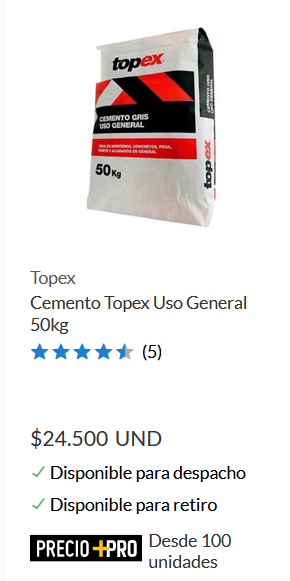 topex
CEMENTO GRIS
USO GENERAL
50Kg
topex
Topex
Cemento Topex Uso General
50kg
(5)
$24.500 UND
Disponible para despacho
Disponible para retiro
PRECIO +PRO Desde 100
unidades